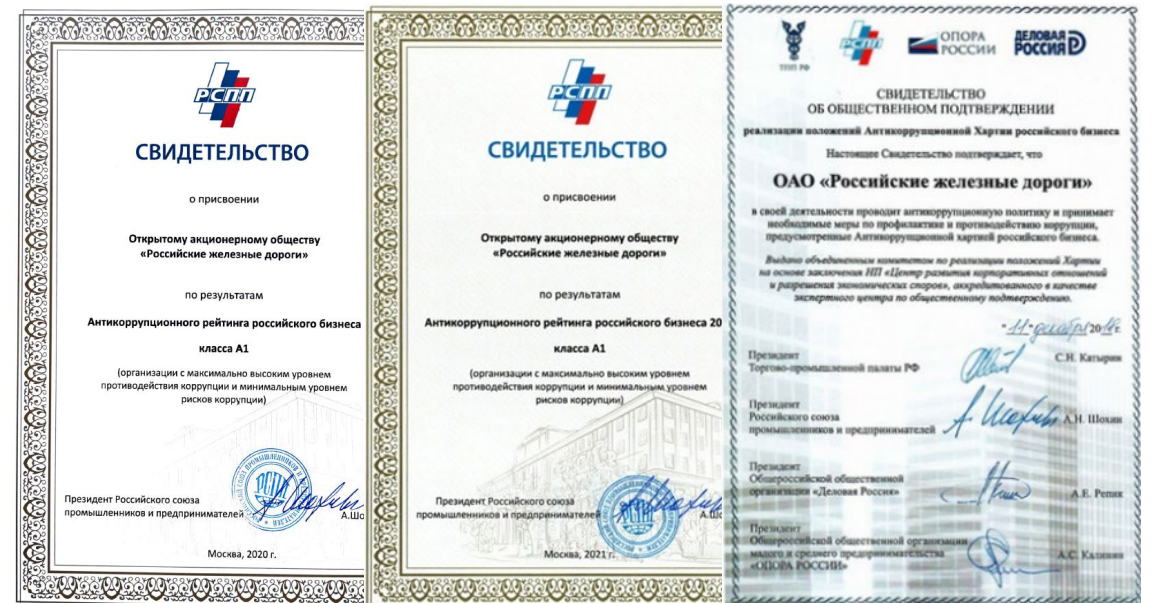 РСПП
СВИДЕТЕЛЬСТВО
о присвоении
Открытому акционерному обществу
«Российские железные дороги»
по результатам
Антикоррупционного рейтинга российского бизнеса
класса А1
(организации с максимально высоким уровнем
противодействия коррупции и минимальным уровнем
рисков коррупции)
Президент Российского союза
промышленников и предпринимателей
А.Шо
Москва, 2020 г.
РСПП
СВИДЕТЕЛЬСТВО
о присвоении
Открытому акционерному обществу
«Российские железные дороги»
по результатам
Антикоррупционного рейтинга российского бизнеса 20
класса А1
(организации с максимально высоким уровнем
противодействия коррупции и минимальным уровнем
рисков коррупции)
Президент Российского союза
промышленников и предпринимателей
А.Шо
Москва, 2021 г.
ТПП РФ
РСПП
ОПОРА
РОССИИ
ДЕЛОВАЯ
РОССИЯ
СВИДЕТЕЛЬСТВО
ОБ ОБЩЕСТВЕННОМ ПОДТВЕРЖДЕНИИ
реализации положений Антикоррупционной Хартии российского бизнеса
Настоящее Свидетельство подтверждает, что
ОАО «Российские железные дороги»
в своей деятельности проводит антикоррупционную политику и принимает
необходимые меры по профилактике и противодействию коррупции,
предусмотренные Антикоррупционной хартией российского бизнеса.
Выдано объединенным комитетом по реализации положений Хартии
на основе заключения НП «Центр развития корпоративных отношений
и разрешения экономических споров», аккредитованного в качестве
экспертного центра по общественному подтверждению.
"11" декабря 20 г.
Президент
Торгово-промышленной палаты РФ
С.Н. Катырин
Президент
Российского союза
промышленников и предпринимателей
А.Н. Шохин
Президент
Общероссийской общественной
организации «Деловая Россия»
А.Е. Репик
Президент
Общероссийской общественной организации
малого и среднего предпринимательства
«ОПОРА РОССИИ»
А.С. Калинин